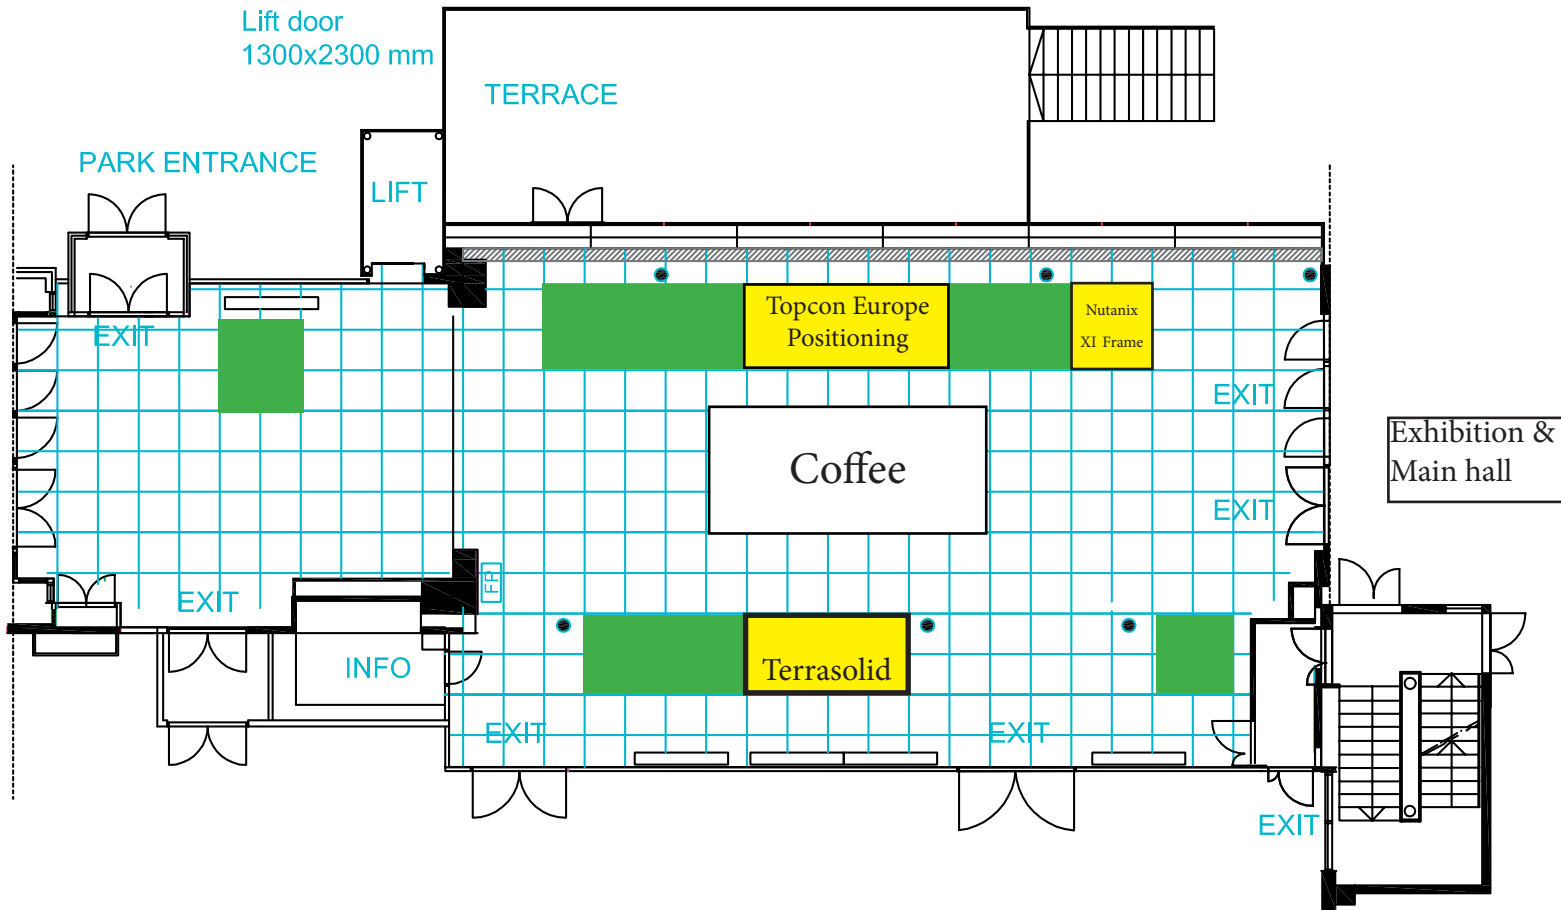 Lift door
1300x2300 mm
TERRACE
PARK ENTRANCE
LIFT
EXIT
Topcon Europe
Positioning
Nutanix
XI Frame
EXIT
Coffee
Exhibition &
Main hall
EXIT
FP
EXIT
INFO
Terrasolid
EXIT
EXIT
EXIT